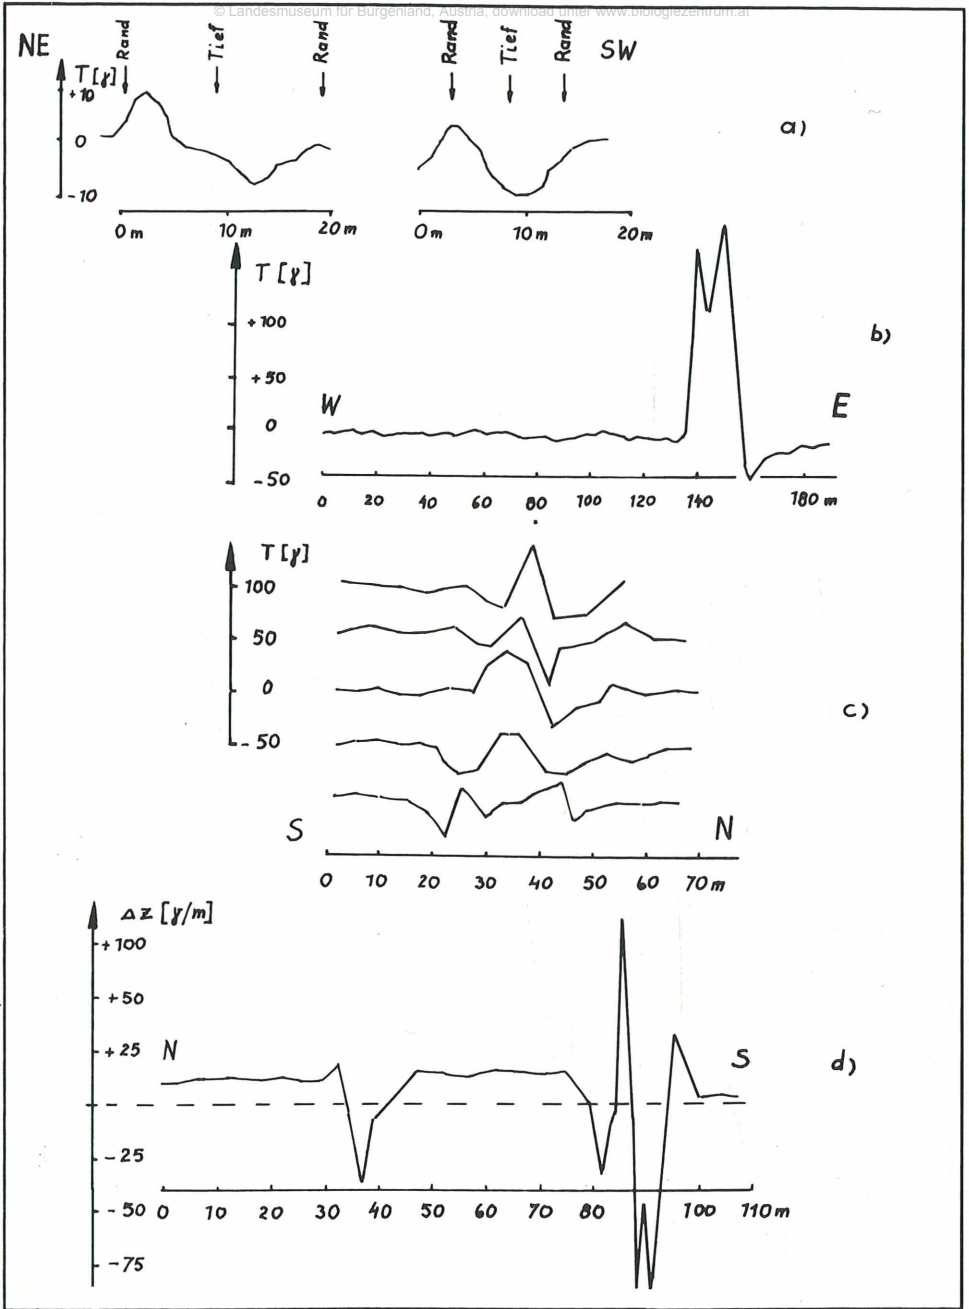 © Landesmuseum für Burgenland, Austria, download unter www.biologiezentrum.at
NE Rand Tief Rand Rand Tief Rand SW
T [γ]
+10
0
-10
a)
0m 10m 20m 0m 10m 20m
T [γ]
+100
b)
+50
W E
0
-50
0 20 40 60 80 100 120 140 180 m
T [γ]
100
50
0
c)
-50
S N
0 10 20 30 40 50 60 70m
ΔZ [γ/m]
+100
+50
+25 N S d)
-25
-50 0 10 20 30 40 50 60 70 80 100 110m
-75